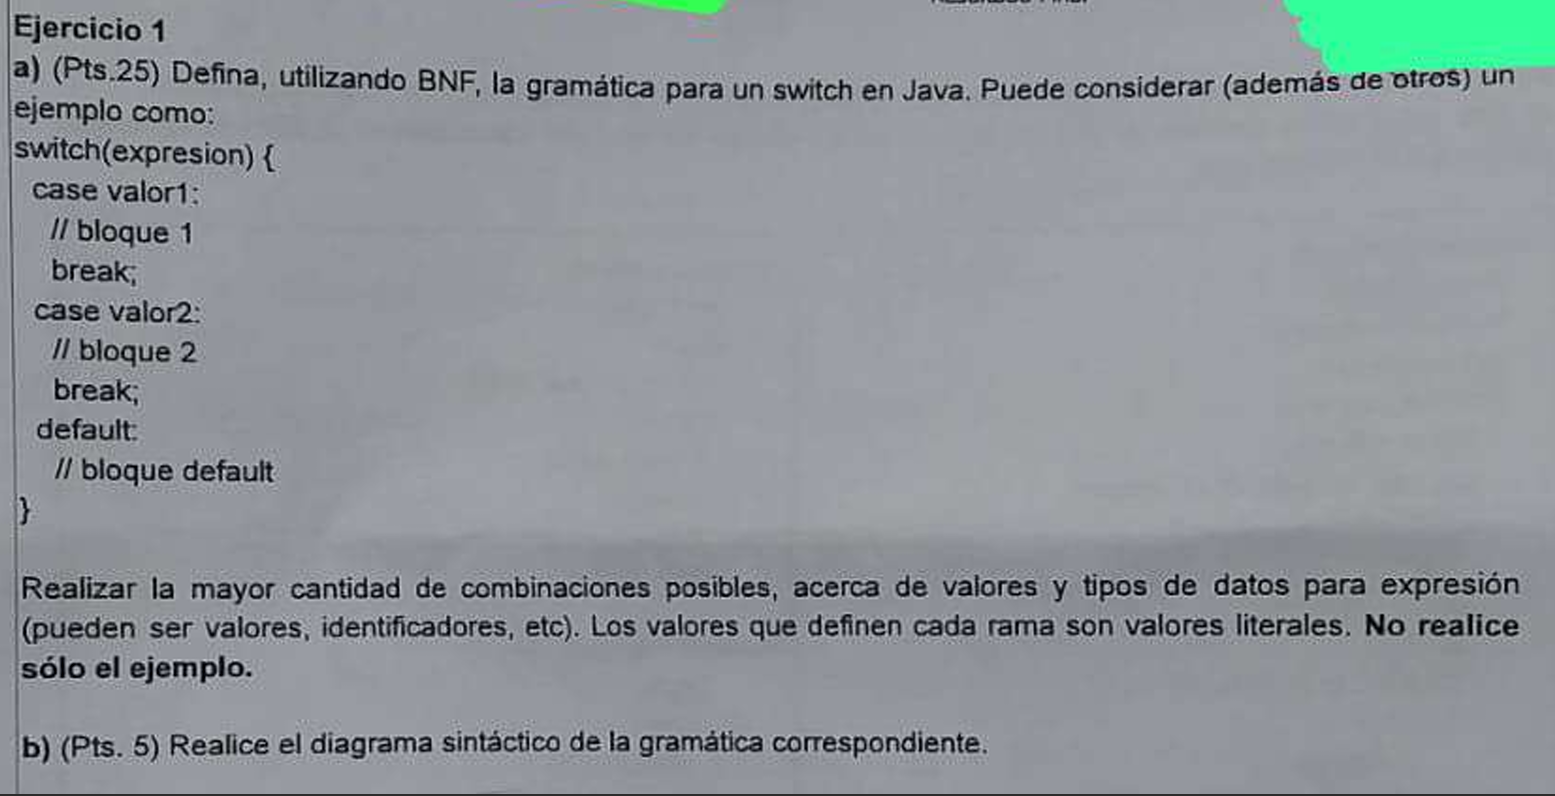 Ejercicio 1
a) (Pts.25) Defina, utilizando BNF, la gramática para un switch en Java. Puede considerar (además de otros) un
ejemplo como:
switch(expresion) {
case valor1:
// bloque 1
break;
case valor2:
// bloque 2
break;
default:
// bloque default
}
Realizar la mayor cantidad de combinaciones posibles, acerca de valores y tipos de datos para expresión
(pueden ser valores, identificadores, etc). Los valores que definen cada rama son valores literales. No realice
sólo el ejemplo.
b) (Pts. 5) Realice el diagrama sintáctico de la gramática correspondiente.